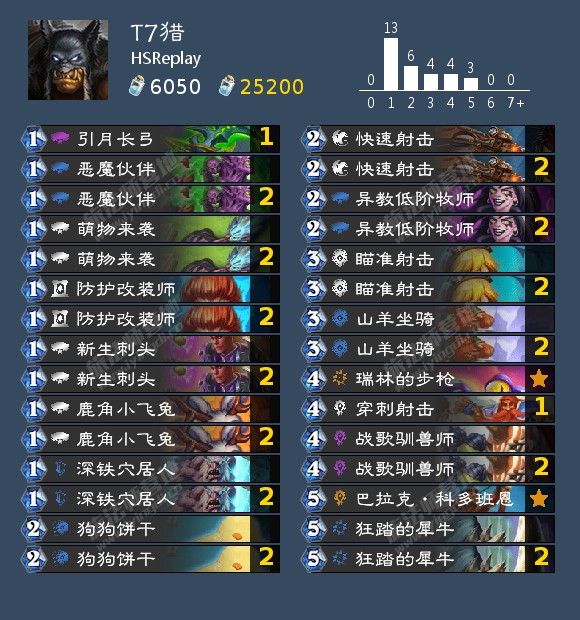 T7猎
HSReplay
6050 25200
13
0 6 4 4 3 0 0
0 1 2 3 4 5 6 7+
1 引月长弓 1
1 恶魔伙伴
1 恶魔伙伴 2
1 萌物来袭
1 萌物来袭 2
1 防护改装师
1 防护改装师 2
1 新生刺头
1 新生刺头 2
1 鹿角小飞兔
1 鹿角小飞兔 2
1 深铁穴居人
1 深铁穴居人 2
2 狗狗饼干
2 狗狗饼干 2
2 快速射击
2 快速射击 2
2 异教低阶牧师
2 异教低阶牧师 2
3 瞄准射击
3 瞄准射击 2
3 山羊坐骑
3 山羊坐骑 2
4 瑞林的步枪
4 穿刺射击 1
4 战歌驯兽师
4 战歌驯兽师 2
5 巴拉克·科多班恩
5 狂踏的犀牛
5 狂踏的犀牛 2